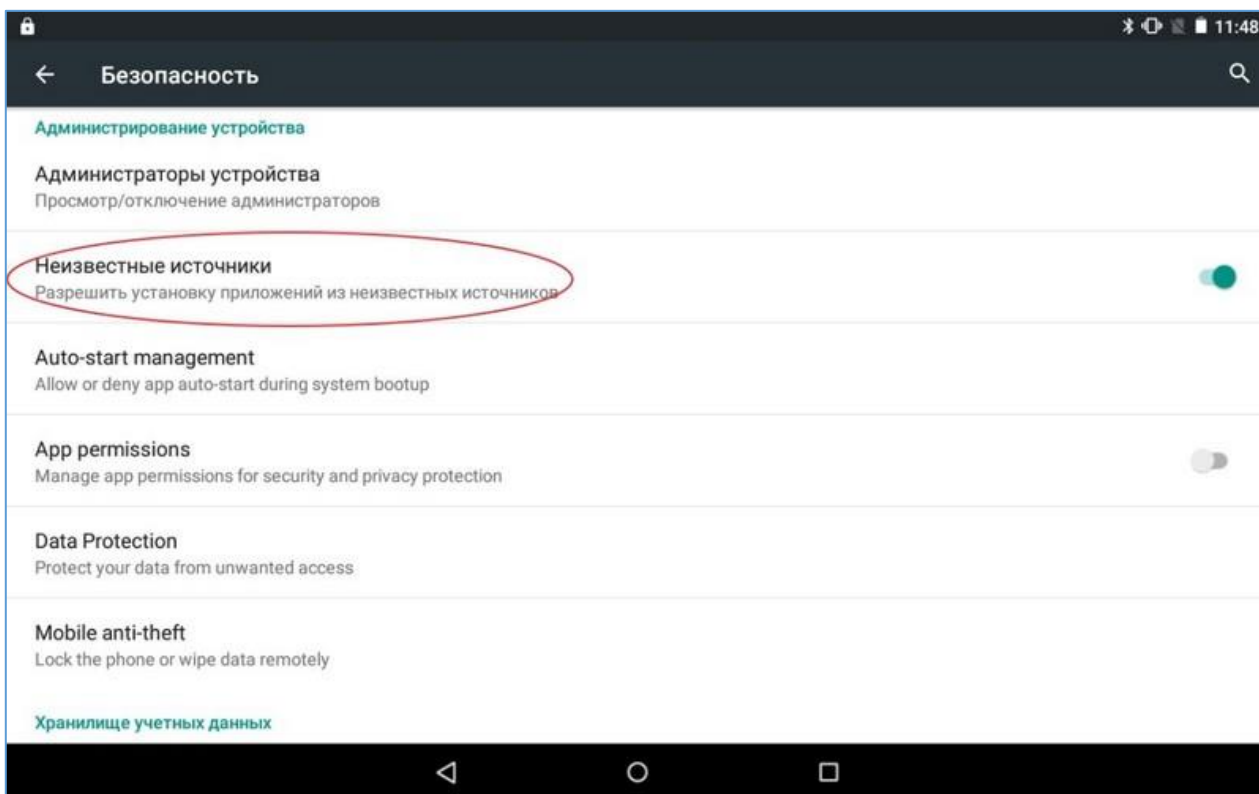 11:48
Безопасность
Администрирование устройства
Администраторы устройства
Просмотр/отключение администраторов
Неизвестные источники
Разрешить установку приложений из неизвестных источников
Auto-start management
Allow or deny app auto-start during system bootup
App permissions
Manage app permissions for security and privacy protection
Data Protection
Protect your data from unwanted access
Mobile anti-theft
Lock the phone or wipe data remotely
Хранилище учетных данных